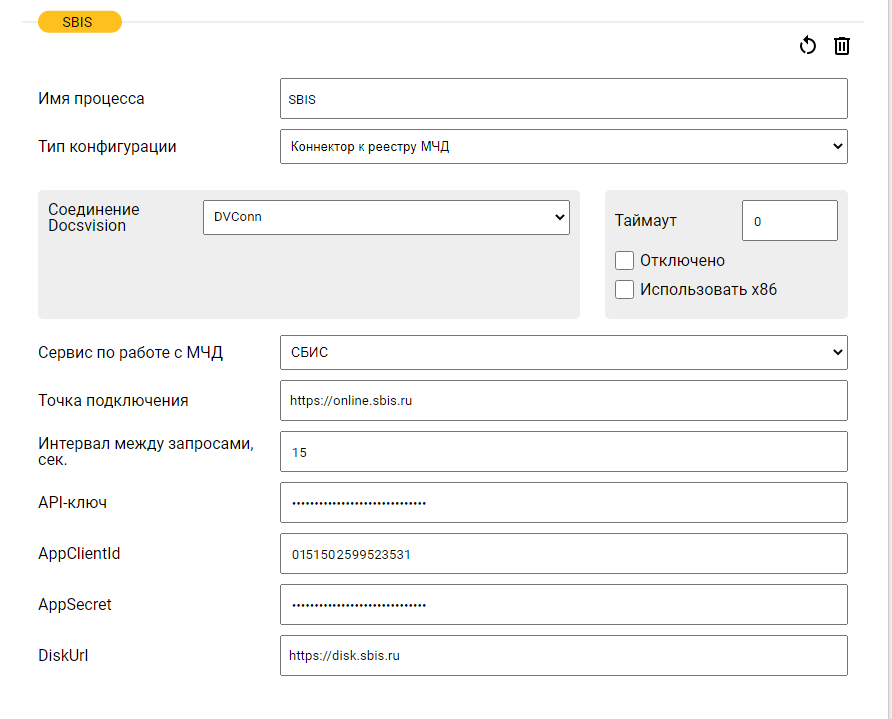 SBIS
Имя процесса
SBIS
Тип конфигурации
Коннектор к реестру МЧД
Соединение
Docsvision
DVConn
Таймаут
0
Отключено
Использовать x86
Сервис по работе с МЧД
СБИС
Точка подключения
https://online.sbis.ru
Интервал между запросами,
сек.
15
API-ключ
••••••••••••••••••••••••••••••
AppClientId
0151502599523531
AppSecret
••••••••••••••••••••••••••••••
DiskUrl
https://disk.sbis.ru